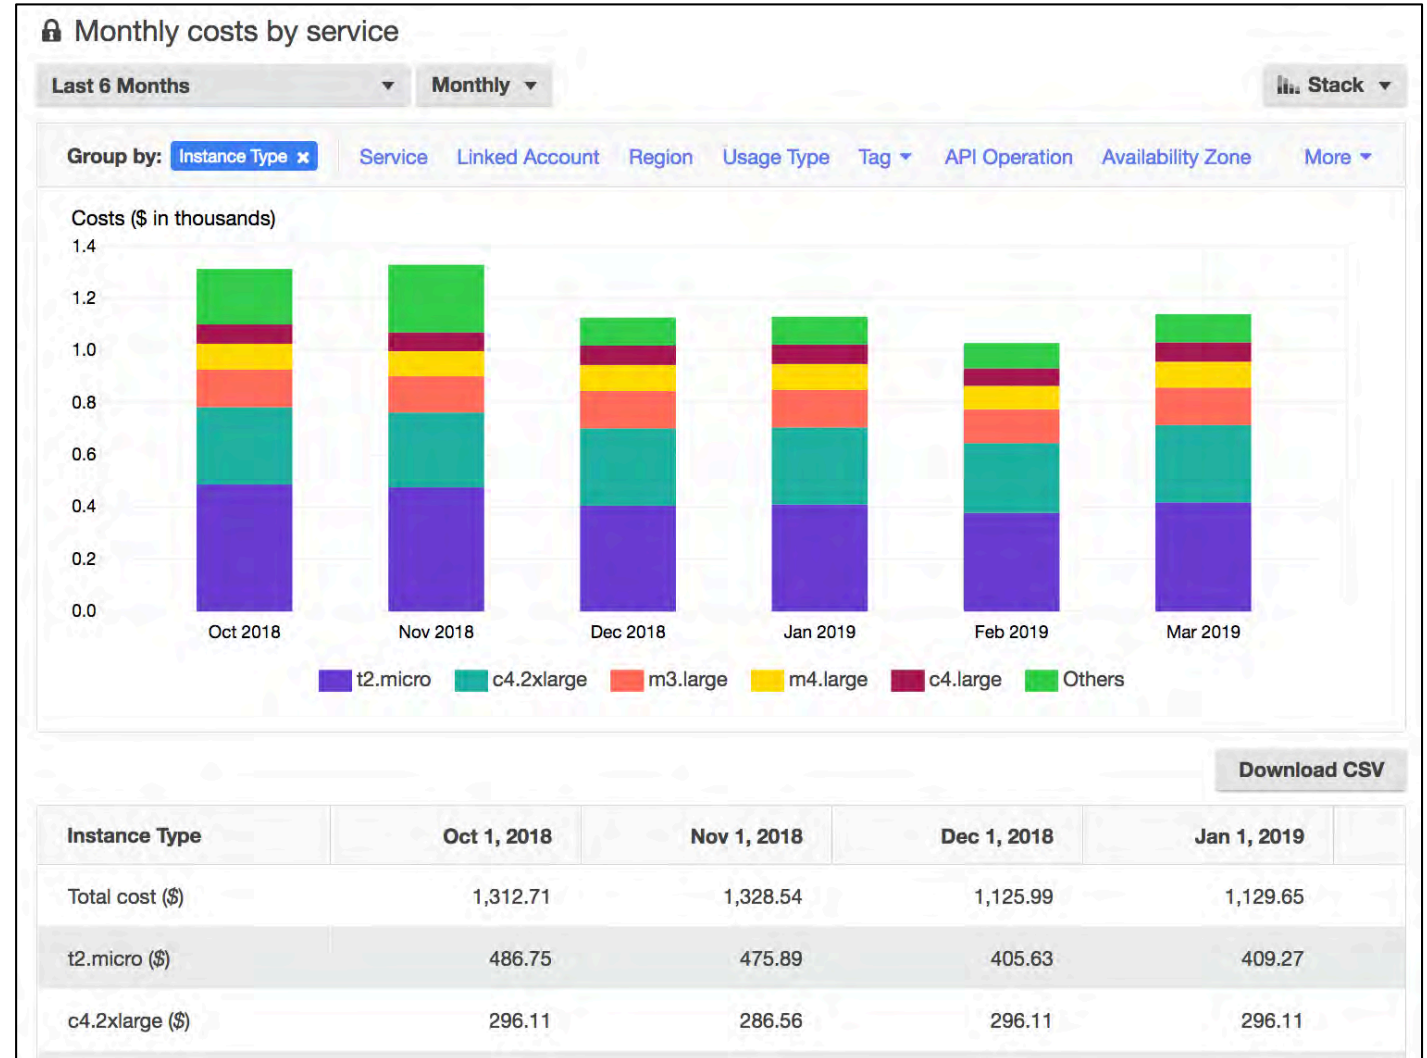 Monthly costs by service
Last 6 Months Monthly Stack
Group by: Instance Type × Service Linked Account Region Usage Type Tag API Operation Availability Zone More
Costs ($ in thousands)
1.4
1.2
1.0
0.8
0.6
0.4
0.2
0.0
Oct 2018 Nov 2018 Dec 2018 Jan 2019 Feb 2019 Mar 2019
t2.micro c4.2xlarge m3.large m4.large c4.large Others
Download CSV
Instance Type Oct 1, 2018 Nov 1, 2018 Dec 1, 2018 Jan 1, 2019
Total cost ($) 1,312.71 1,328.54 1,125.99 1,129.65
t2.micro ($) 486.75 475.89 405.63 409.27
c4.2xlarge ($) 296.11 286.56 296.11 296.11